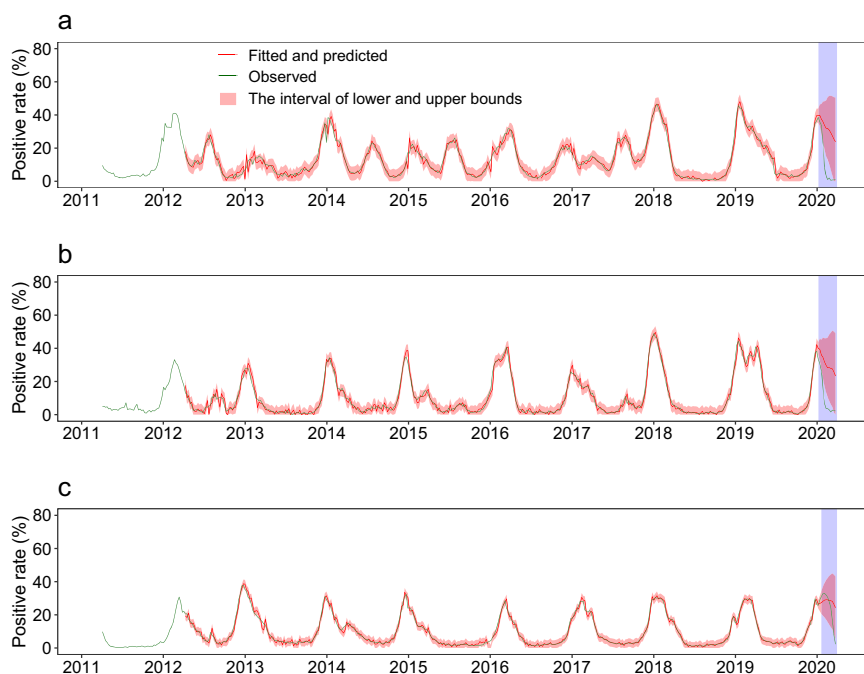 a
Positive rate (%)
80
60
40
20
0
Fitted and predicted
Observed
The interval of lower and upper bounds
2011 2012 2013 2014 2015 2016 2017 2018 2019 2020
b
Positive rate (%)
80
60
40
20
0
2011 2012 2013 2014 2015 2016 2017 2018 2019 2020
c
Positive rate (%)
80
60
40
20
0
2011 2012 2013 2014 2015 2016 2017 2018 2019 2020